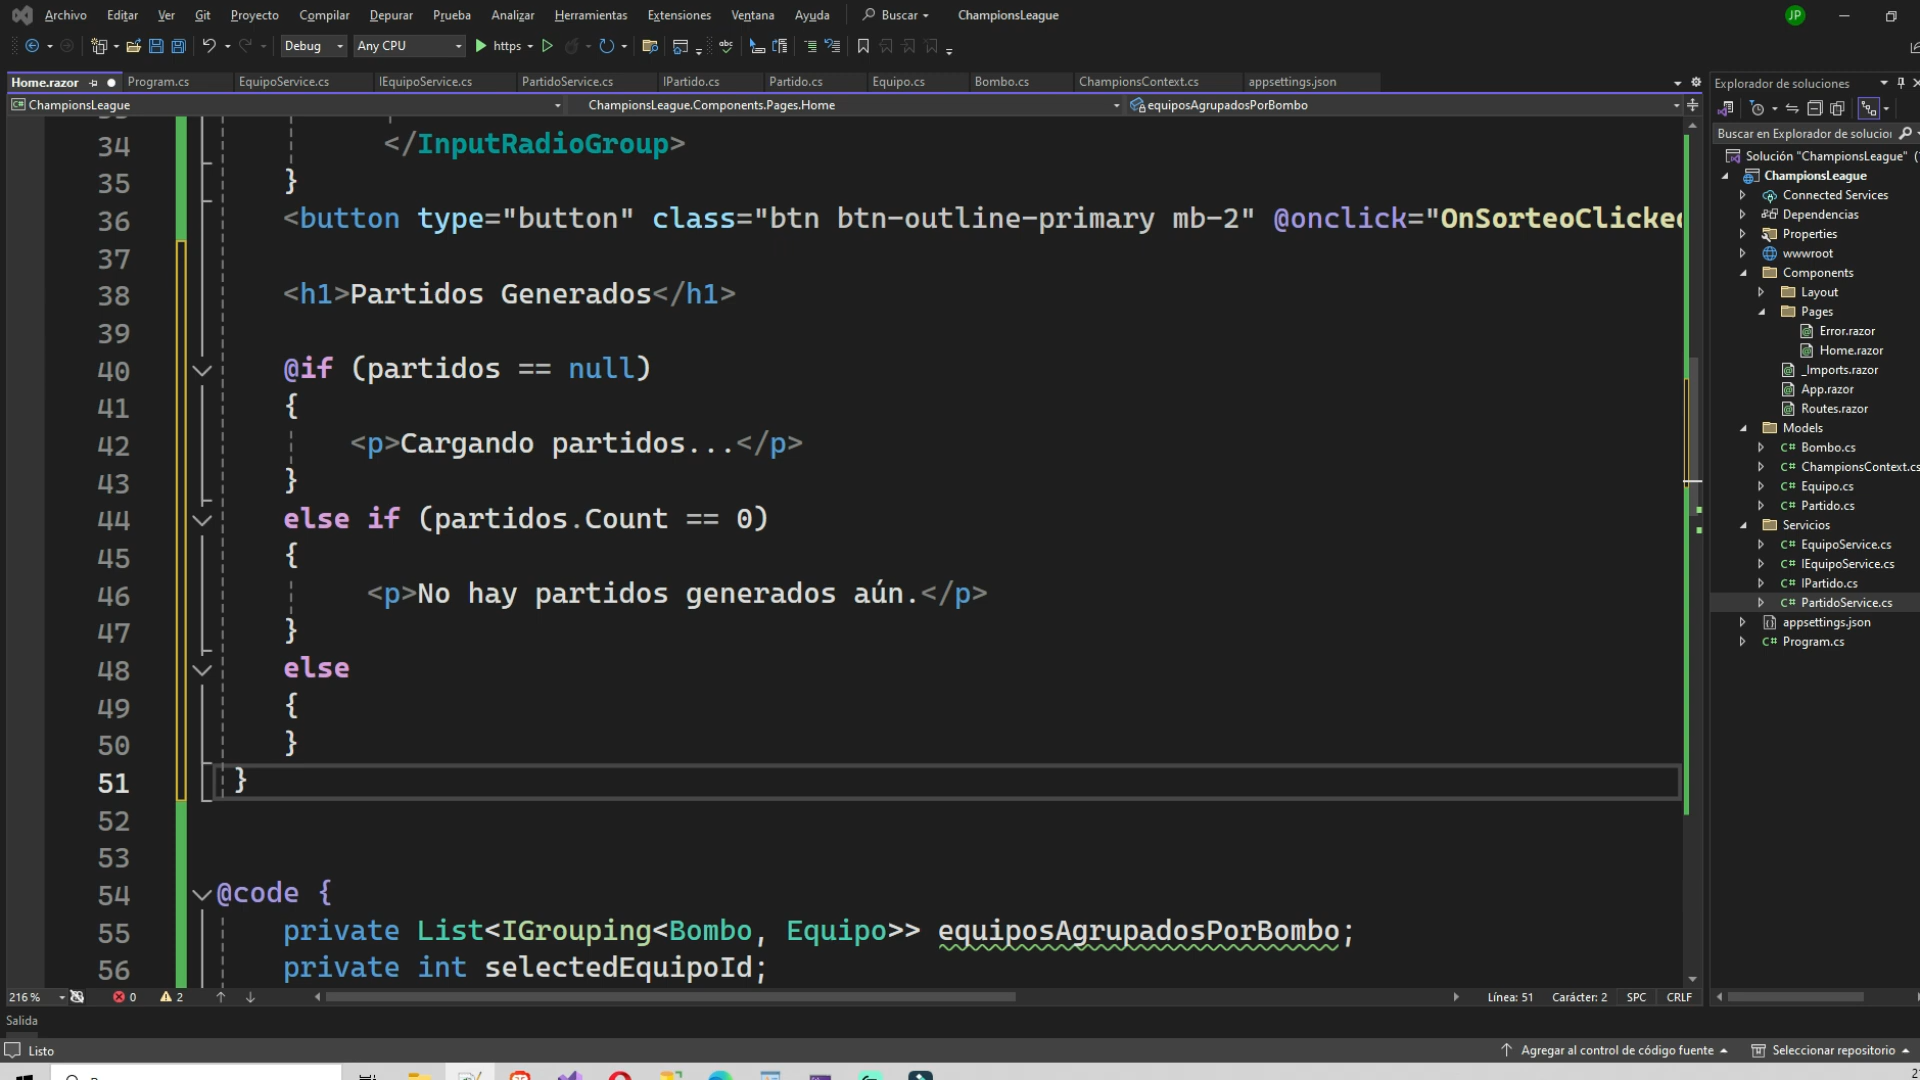 Archivo Editar Ver Git Proyecto Compilar Depurar Prueba Analizar Herramientas Extensiones Ventana Ayuda Buscar ChampionsLeague JP
Debug Any CPU https
Home.razor Program.cs EquipoService.cs IEquipoService.cs PartidoService.cs IPartido.cs Partido.cs Equipo.cs Bombo.cs ChampionsContext.cs appsettings.json
ChampionsLeague ChampionsLeague.Components.Pages.Home equiposAgrupadosPorBombo
34 </InputRadioGroup>
35 }
36 <button type="button" class="btn btn-outline-primary mb-2" @onclick="OnSorteoClicked
37
38 <h1>Partidos Generados</h1>
39
40 @if (partidos == null)
41 {
42 <p>Cargando partidos...</p>
43 }
44 else if (partidos.Count == 0)
45 {
46 <p>No hay partidos generados aún.</p>
47 }
48 else
49 {
50 }
51 }
52
53
54 @code {
55 private List<IGrouping<Bombo, Equipo>> equiposAgrupadosPorBombo;
56 private int selectedEquipoId;
216 % 0 2 Línea: 51 Carácter: 2 SPC CRLF
Salida
Listo Agregar al control de código fuente Seleccionar repositorio
Explorador de soluciones
Buscar en Explorador de solucio
Solución "ChampionsLeague" (
ChampionsLeague
Connected Services
Dependencias
Properties
wwwroot
Components
Layout
Pages
Error.razor
Home.razor
_Imports.razor
App.razor
Routes.razor
Models
C# Bombo.cs
C# ChampionsContext.cs
C# Equipo.cs
C# Partido.cs
Servicios
C# EquipoService.cs
C# IEquipoService.cs
C# IPartido.cs
C# PartidoService.cs
appsettings.json
C# Program.cs